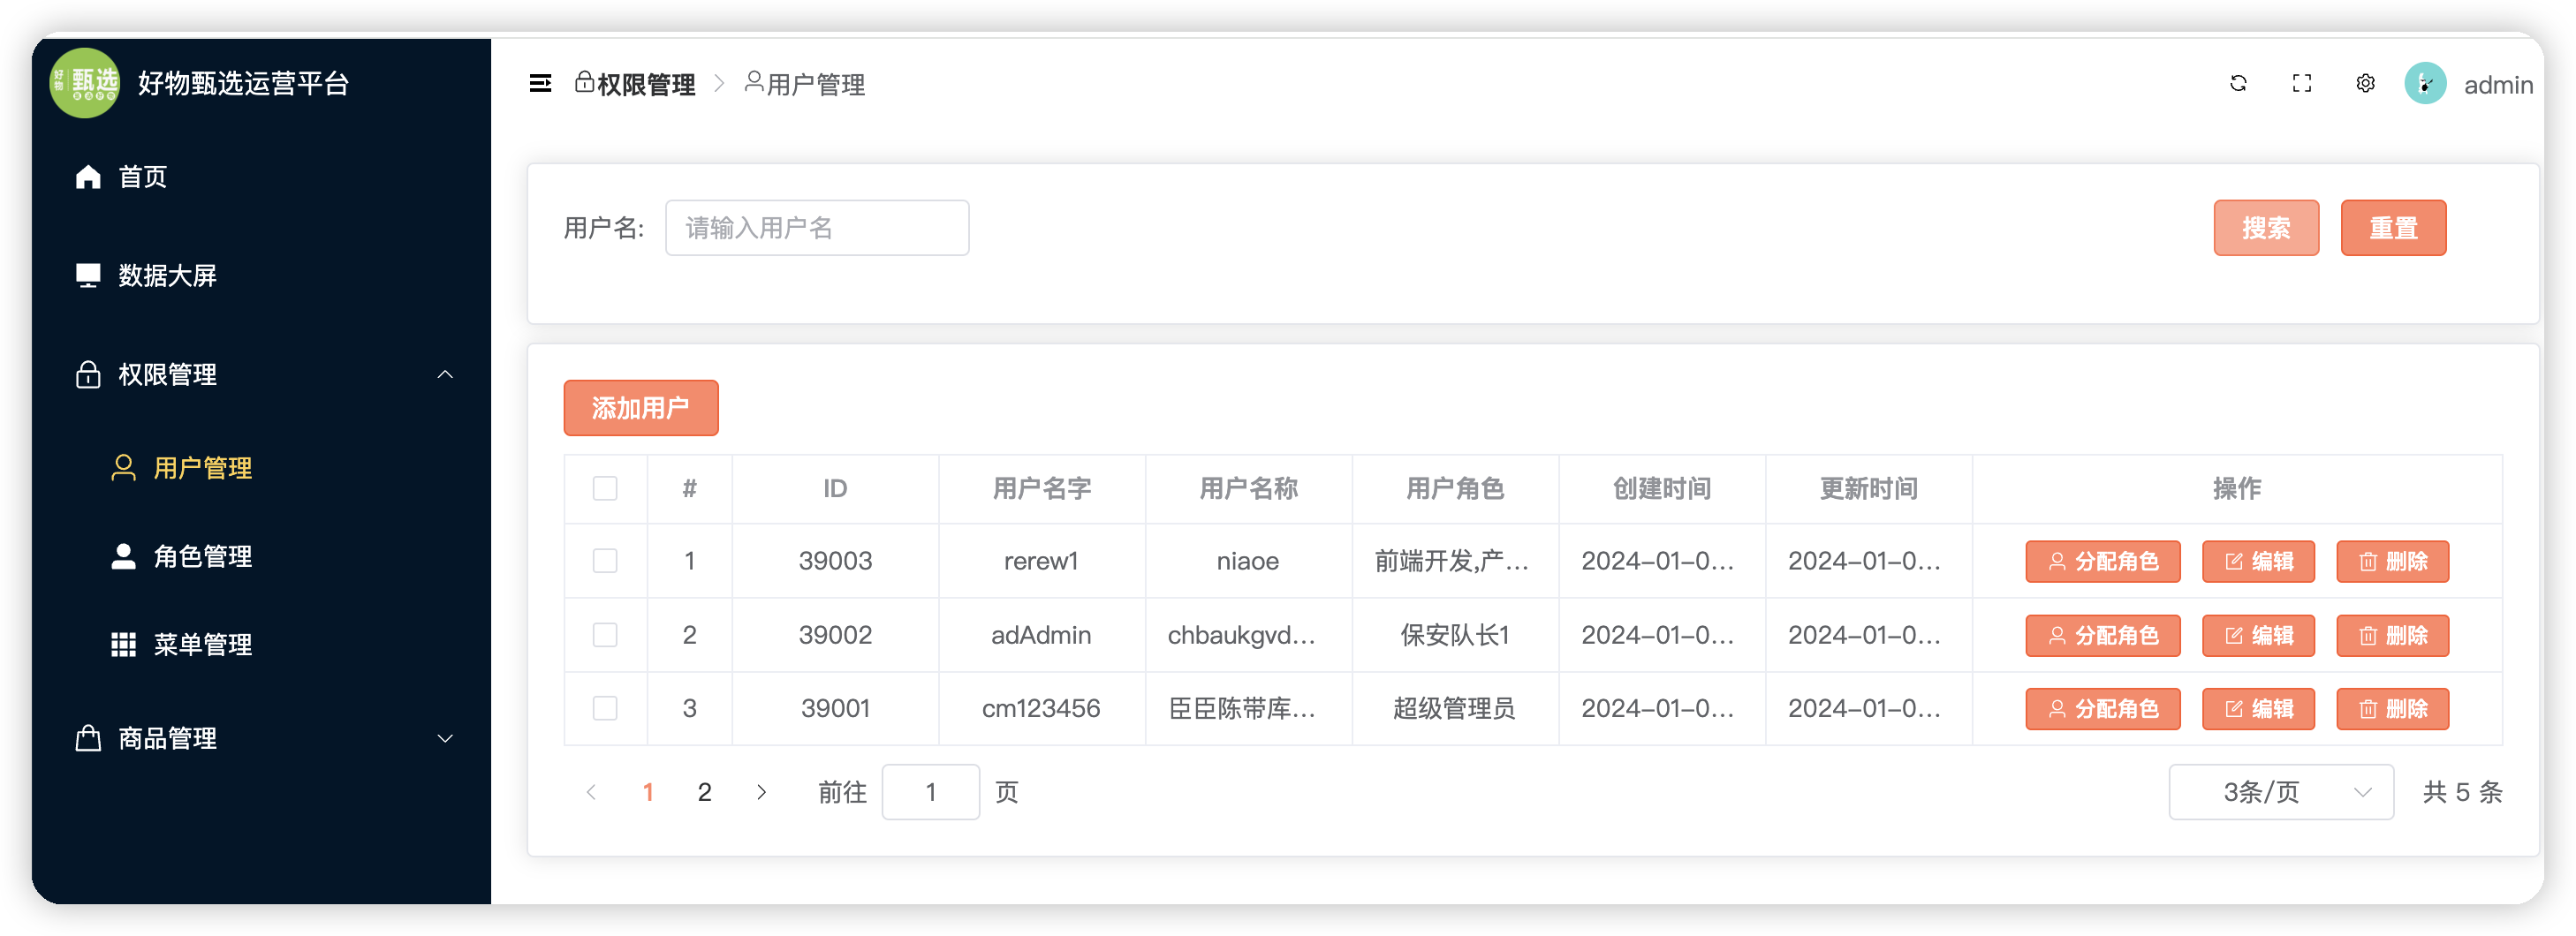 好物 甄选
好物甄选运营平台
首页
数据大屏
权限管理
用户管理
角色管理
菜单管理
商品管理
权限管理 > 用户管理
admin
用户名: 请输入用户名 搜索 重置
添加用户
# ID 用户名字 用户名称 用户角色 创建时间 更新时间 操作
1 39003 rerew1 niaoe 前端开发,产... 2024-01-0... 2024-01-0... 分配角色 编辑 删除
2 39002 adAdmin chbaukgvd... 保安队长1 2024-01-0... 2024-01-0... 分配角色 编辑 删除
3 39001 cm123456 臣臣陈带库... 超级管理员 2024-01-0... 2024-01-0... 分配角色 编辑 删除
1 2 前往 1 页 3条/页 共 5 条